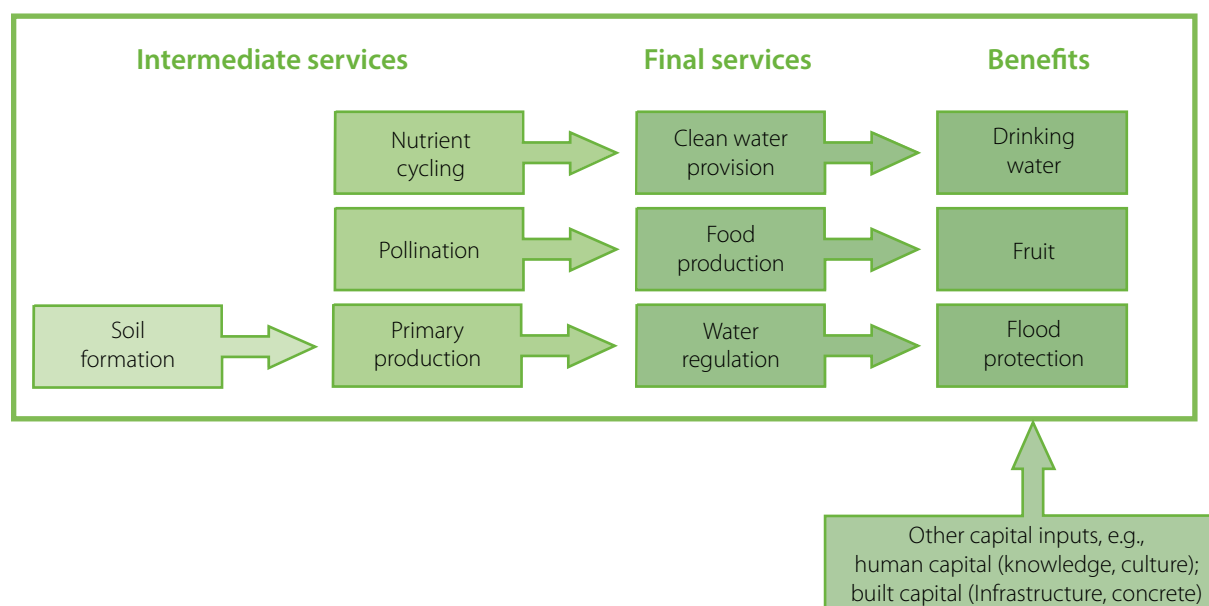 Intermediate services
Final services
Benefits
Nutrient
cycling
Clean water
provision
Drinking
water
Pollination
Food
production
Fruit
Soil
formation
Primary
production
Water
regulation
Flood
protection
Other capital inputs, e.g.,
human capital (knowledge, culture);
built capital (Infrastructure, concrete)